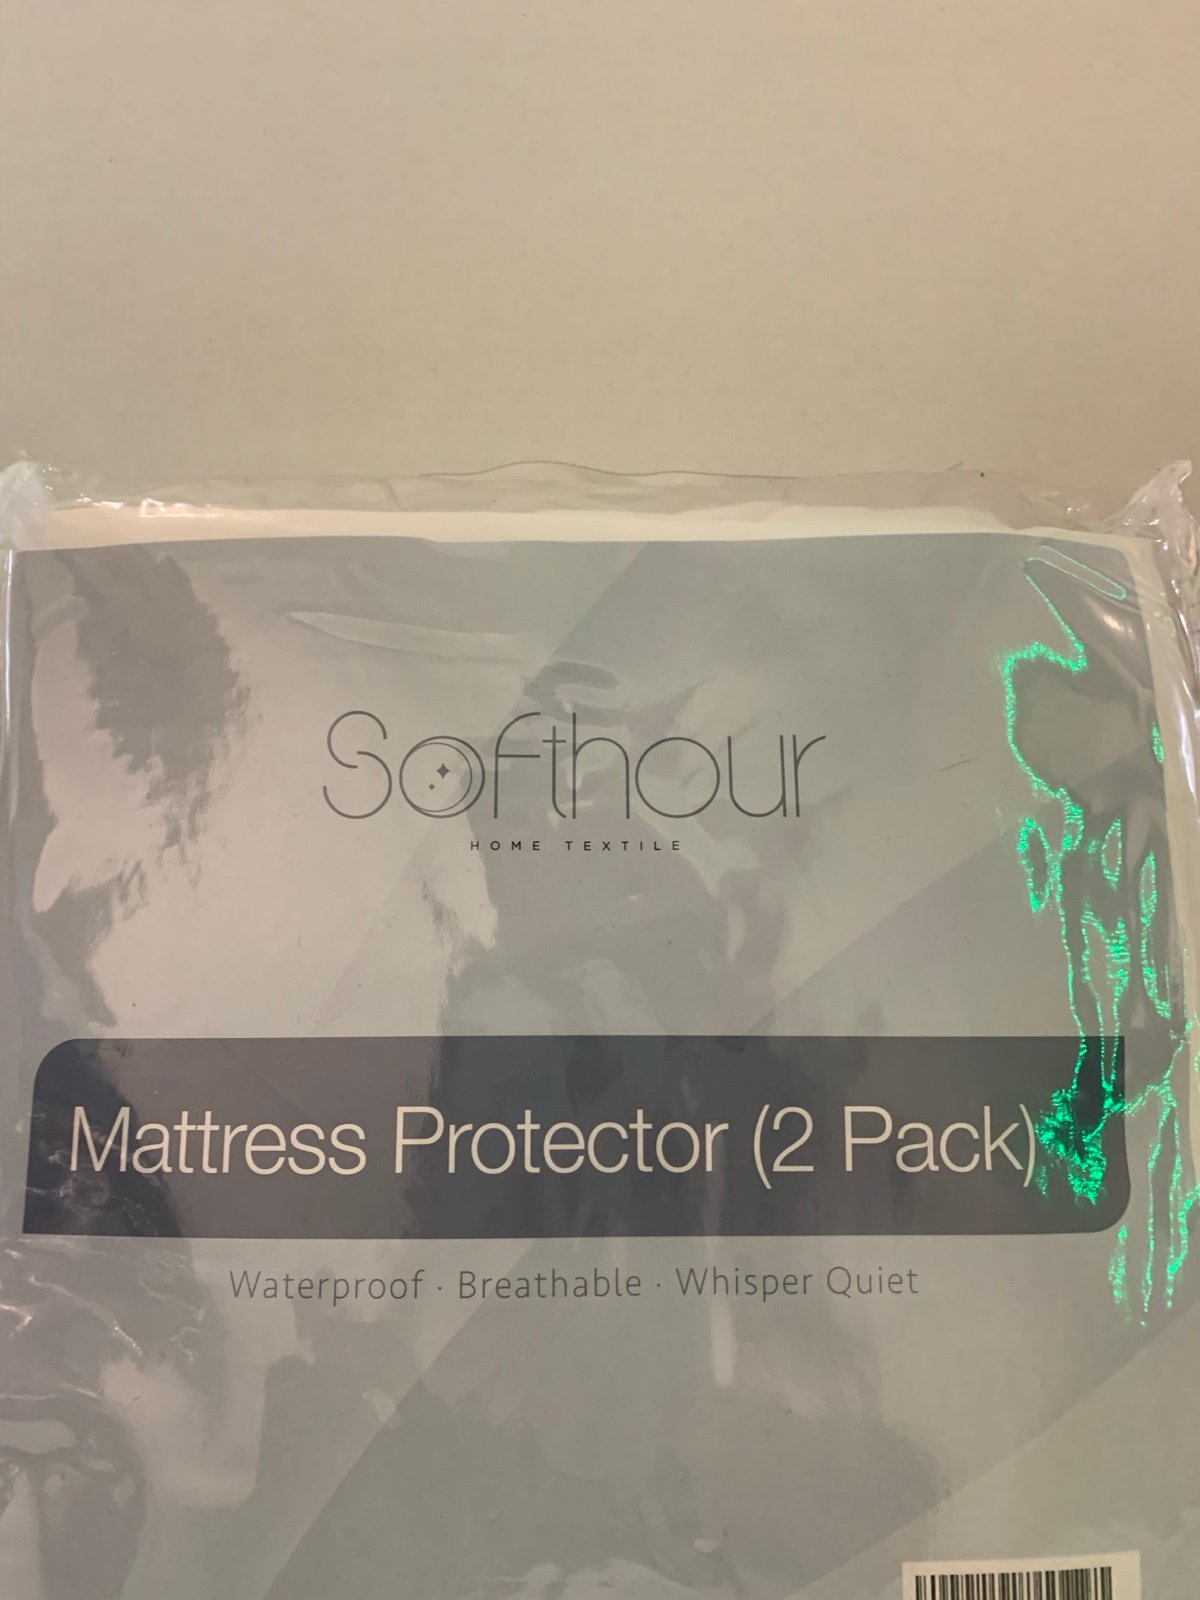 Softhour
HOME TEXTILE
Mattress Protector (2 Pack)
Waterproof · Breathable · Whisper Quiet